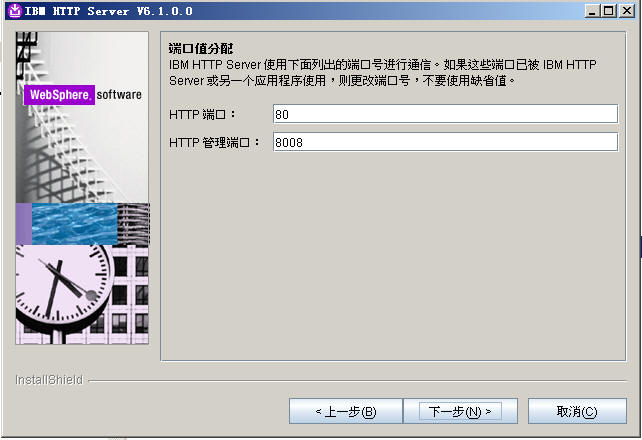 IBM HTTP Server V6.1.0.0
WebSphere. software
端口值分配
IBM HTTP Server 使用下面列出的端口号进行通信。如果这些端口已被 IBM HTTP
Server 或另一个应用程序使用，则更改端口号，不要使用缺省值。
HTTP 端口：
80
HTTP 管理端口：
8008
InstallShield
< 上一步(B)
下一步(N) >
取消(C)